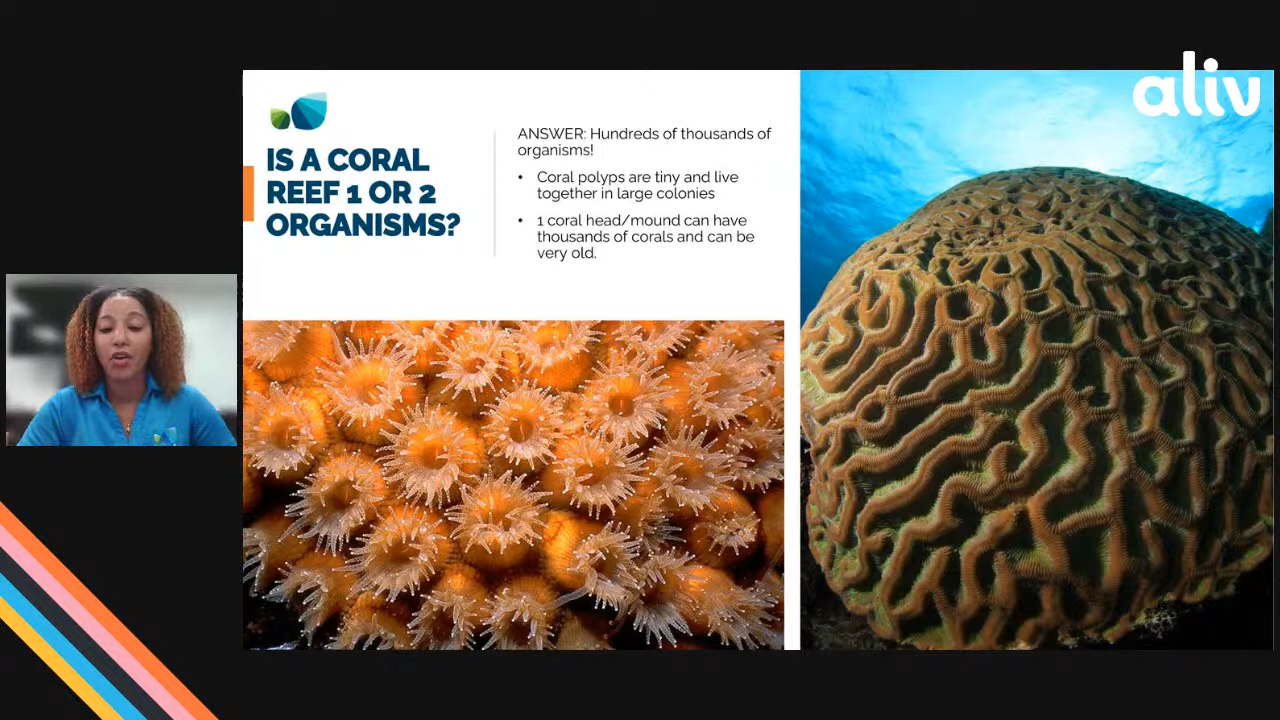 aliv
IS A CORAL
REEF 1 OR 2
ORGANISMS?
ANSWER: Hundreds of thousands of
organisms!
• Coral polyps are tiny and live
together in large colonies
• 1 coral head/mound can have
thousands of corals and can be
very old.